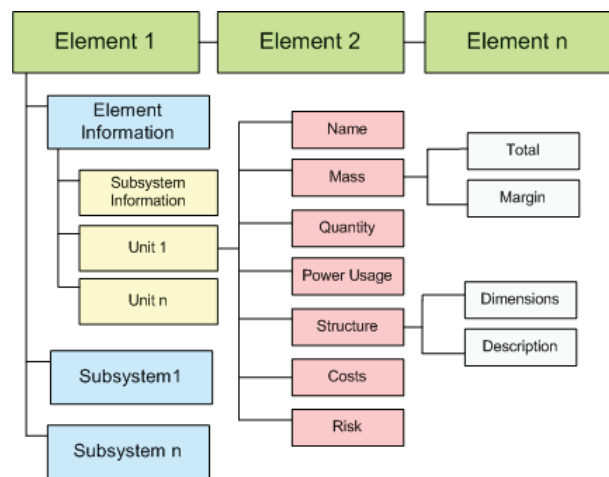 Element 1
Element 2
Element n
Element
Information
Subsystem
Information
Unit 1
Unit n
Subsystem1
Subsystem n
Name
Mass
Quantity
Power Usage
Structure
Costs
Risk
Total
Margin
Dimensions
Description